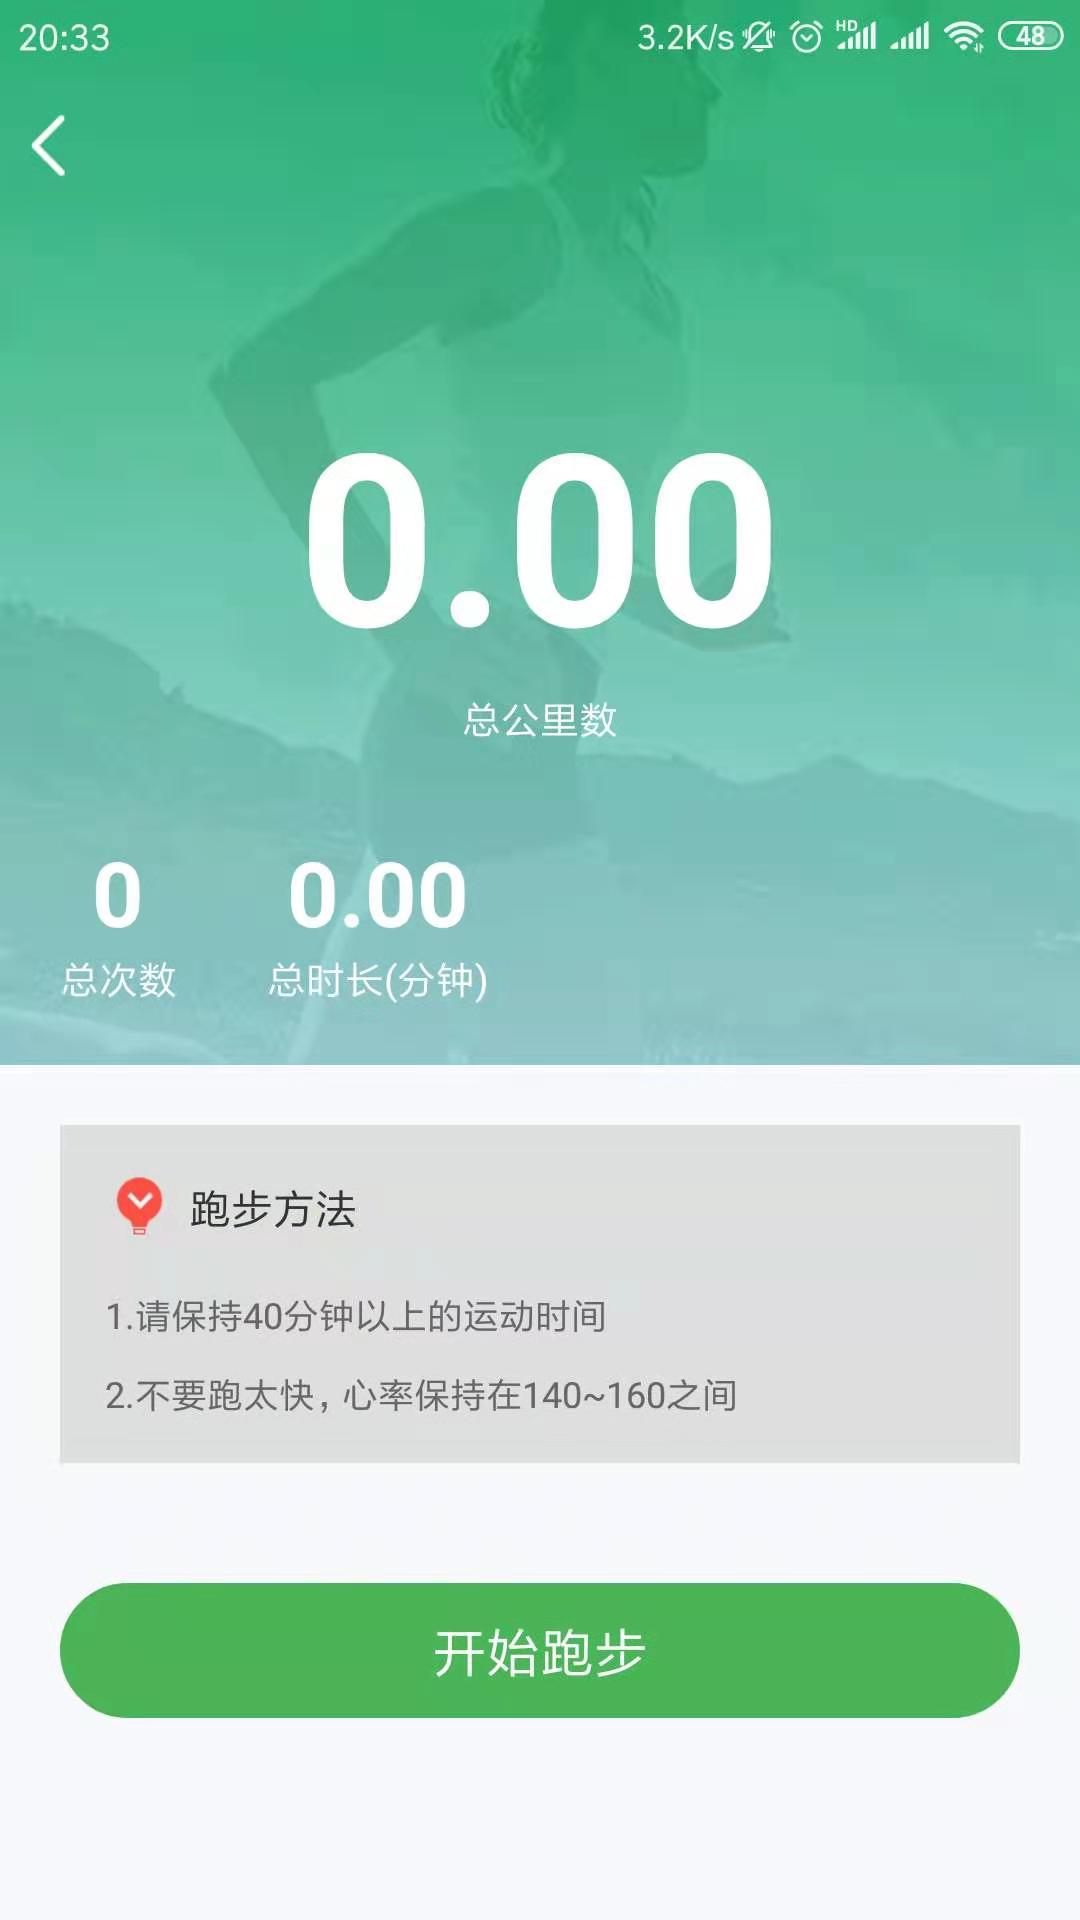 20:33
3.2K/s HD 48
0.00
总公里数
0 0.00
总次数 总时长(分钟)
跑步方法
1.请保持40分钟以上的运动时间
2.不要跑太快，心率保持在140~160之间
开始跑步